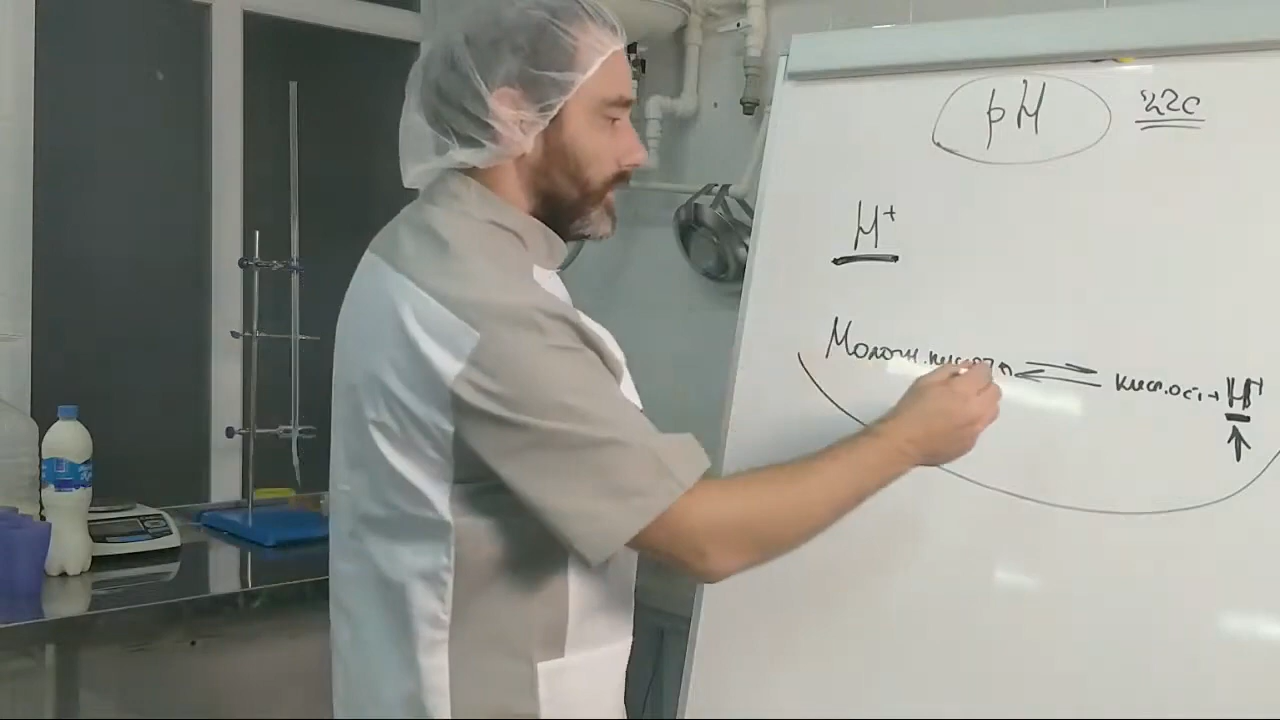 pH
H⁺
Молочн. кислота ⇌ кисл. ост + H⁺